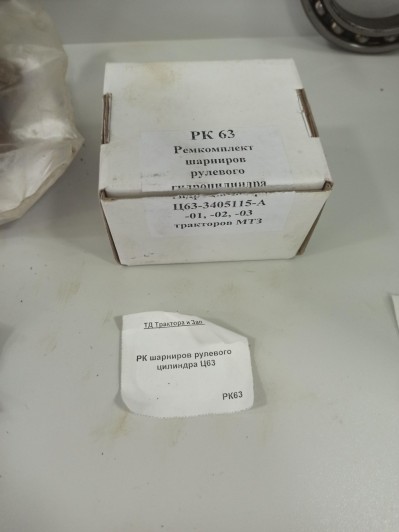 РК 63
Ремкомплект
шарниров
рулевого
гидроцилиндра
Ц63-3405115-А
-01, -02, -03
тракторов МТЗ
ТД Трактора и Зап
РК шарниров рулевого
цилиндра Ц63
РК63